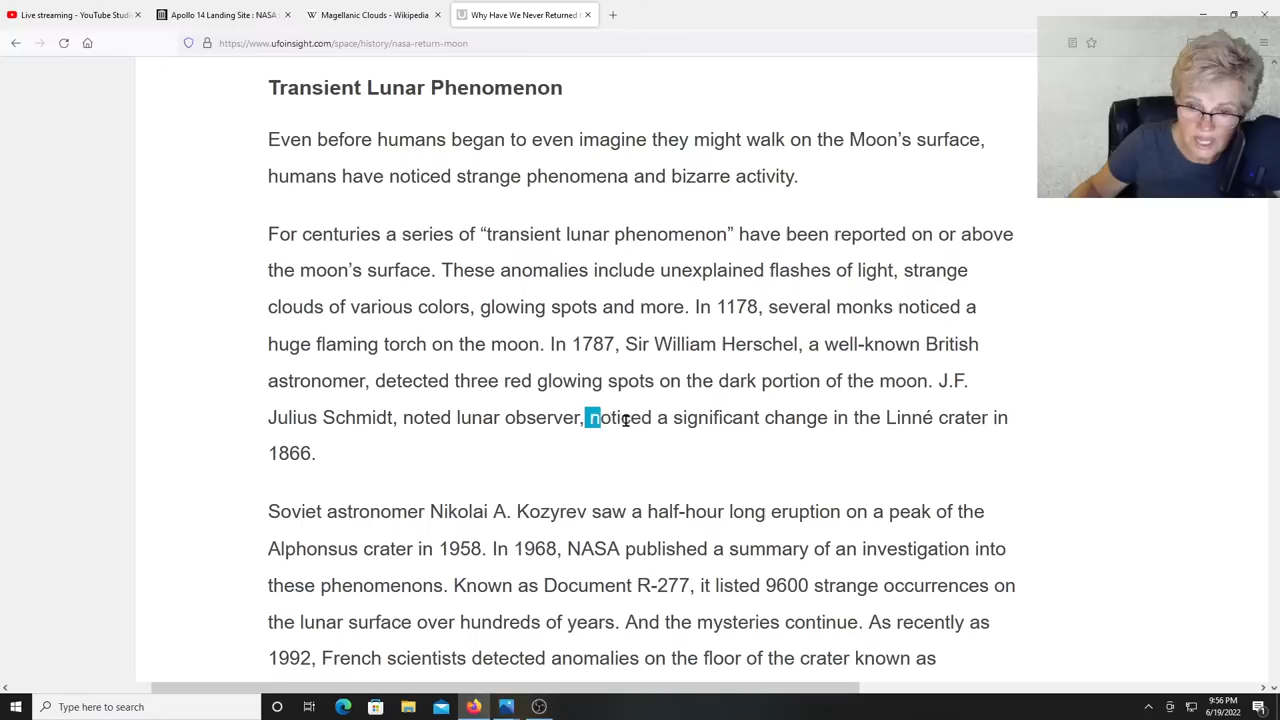 Live streaming - YouTube Stud
Apollo 14 Landing Site : NASA
Magellanic Clouds - Wikipedia
Why Have We Never Returned
https://www.ufoinsight.com/space/history/nasa-return-moon
Transient Lunar Phenomenon
Even before humans began to even imagine they might walk on the Moon’s surface,
humans have noticed strange phenomena and bizarre activity.
For centuries a series of “transient lunar phenomenon” have been reported on or above
the moon’s surface. These anomalies include unexplained flashes of light, strange
clouds of various colors, glowing spots and more. In 1178, several monks noticed a
huge flaming torch on the moon. In 1787, Sir William Herschel, a well-known British
astronomer, detected three red glowing spots on the dark portion of the moon. J.F.
Julius Schmidt, noted lunar observer, noticed a significant change in the Linné crater in
1866.
Soviet astronomer Nikolai A. Kozyrev saw a half-hour long eruption on a peak of the
Alphonsus crater in 1958. In 1968, NASA published a summary of an investigation into
these phenomenons. Known as Document R-277, it listed 9600 strange occurrences on
the lunar surface over hundreds of years. And the mysteries continue. As recently as
1992, French scientists detected anomalies on the floor of the crater known as
Type here to search
9:56 PM
6/19/2022